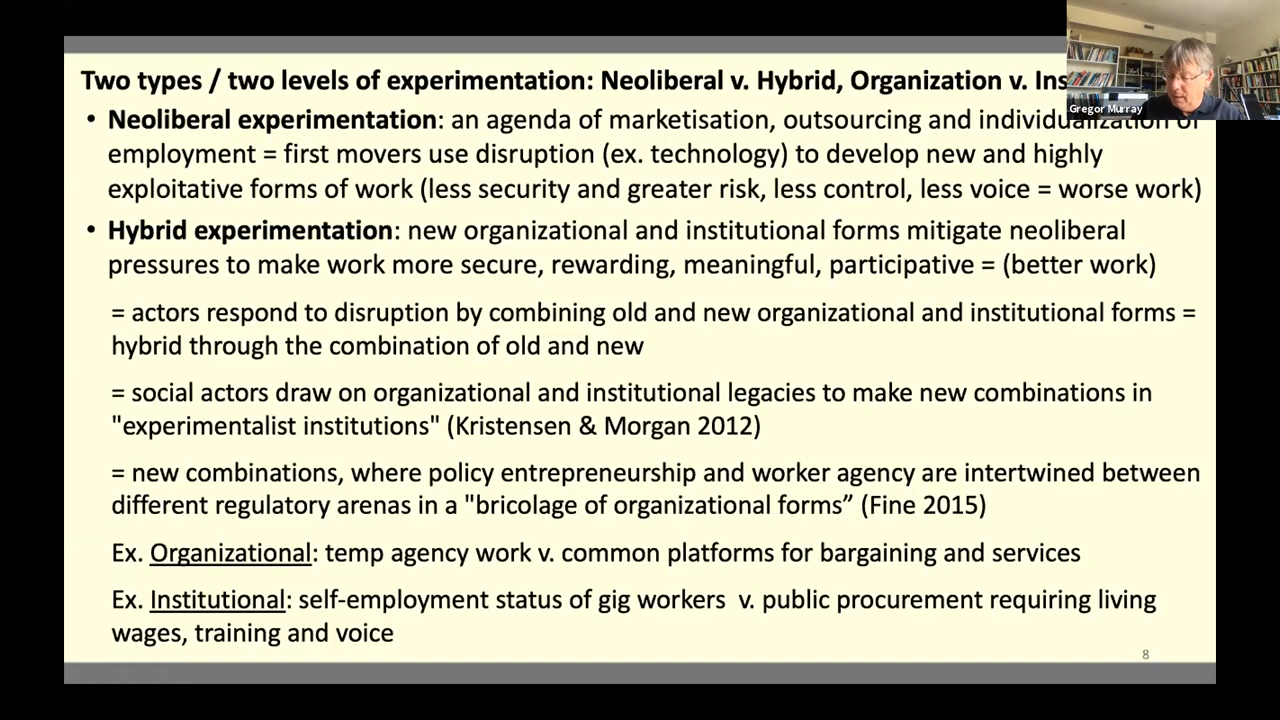 Two types / two levels of experimentation: Neoliberal v. Hybrid, Organization v. Ins
Gregor Murray
• Neoliberal experimentation: an agenda of marketisation, outsourcing and individualization of
employment = first movers use disruption (ex. technology) to develop new and highly
exploitative forms of work (less security and greater risk, less control, less voice = worse work)
• Hybrid experimentation: new organizational and institutional forms mitigate neoliberal
pressures to make work more secure, rewarding, meaningful, participative = (better work)
= actors respond to disruption by combining old and new organizational and institutional forms =
hybrid through the combination of old and new
= social actors draw on organizational and institutional legacies to make new combinations in
"experimentalist institutions" (Kristensen & Morgan 2012)
= new combinations, where policy entrepreneurship and worker agency are intertwined between
different regulatory arenas in a "bricolage of organizational forms” (Fine 2015)
Ex. Organizational: temp agency work v. common platforms for bargaining and services
Ex. Institutional: self-employment status of gig workers v. public procurement requiring living
wages, training and voice
8